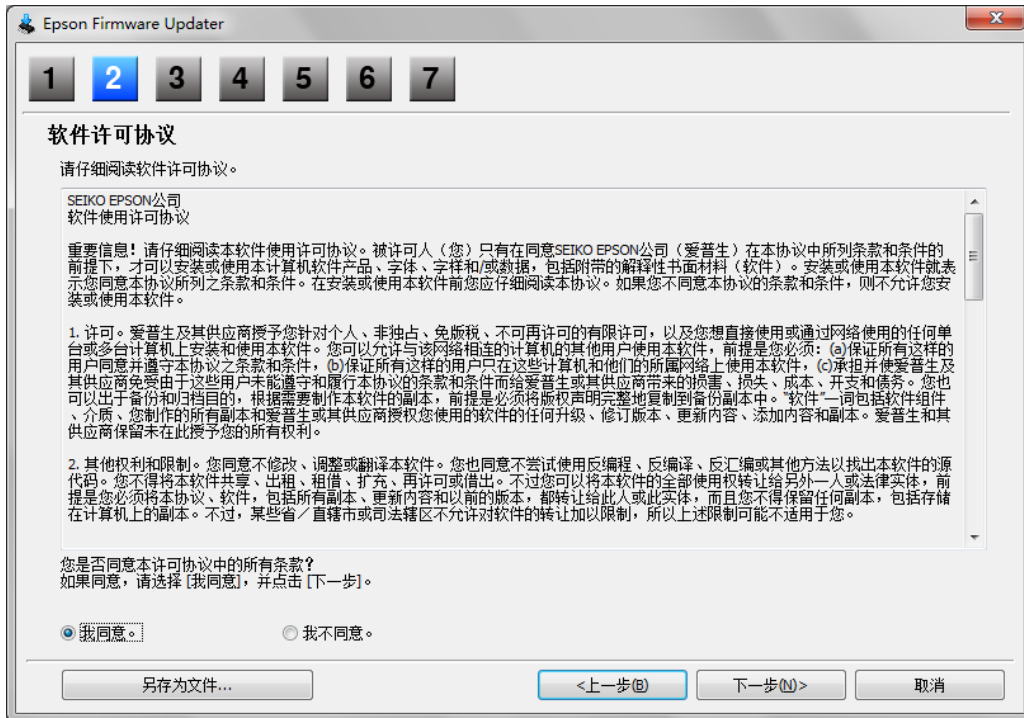 Epson Firmware Updater
1 2 3 4 5 6 7
软件许可协议
请仔细阅读软件许可协议。
SEIKO EPSON公司
软件使用许可协议
重要信息！请仔细阅读本软件使用许可协议。被许可人（您）只有在同意SEIKO EPSON公司（爱普生）在本协议中所列条款和条件的
前提下，才可以安装或使用本计算机软件产品、字体、字样和/或数据，包括附带的解释性书面材料（软件）。安装或使用本软件就表
示您同意本协议所列之条款和条件。在安装或使用本软件前您应仔细阅读本协议。如果您不同意本协议的条款和条件，则不允许您安
装或使用本软件。
1. 许可。爱普生及其供应商授予您针对个人、非独占、免版税、不可再许可的有限许可，以及您想直接使用或通过网络使用的任何单
台或多台计算机上安装和使用本软件。您可以允许与该网络相连的计算机的其他用户使用本软件，前提是您必须：(a)保证所有这样的
用户同意并遵守本协议之条款和条件，(b)保证所有这样的用户只在这些计算机和他们的所属网络上使用本软件，(c)承担并使爱普生及
其供应商免受由于这些用户未能遵守和履行本协议的条款和条件而给爱普生或其供应商带来的损害、损失、成本、开支和债务。您也
可以出于备份和归档目的，根据需要制作本软件的副本，前提是必须将版权声明完整地复制到备份副本中。"软件"一词包括软件组件
、介质、您制作的所有副本和爱普生或其供应商授权您使用的软件的任何升级、修订版本、更新内容、添加内容和副本。爱普生和其
供应商保留未在此授予您的所有权利。
2. 其他权利和限制。您同意不修改、调整或翻译本软件。您也同意不尝试使用反编程、反编译、反汇编或其他方法以找出本软件的源
代码。您不得将本软件共享、出租、租借、扩充、再许可或借出。不过您可以将本软件的全部使用权转让给另外一人或法律实体，前
提是您必须将本协议、软件，包括所有副本、更新内容和以前的版本，都转让给此人或此实体，而且您不得保留任何副本，包括存储
在计算机上的副本。不过，某些省／直辖市或司法辖区不允许对软件的转让加以限制，所以上述限制可能不适用于您。
您是否同意本许可协议中的所有条款？
如果同意，请选择 [我同意]，并点击 [下一步]。
我同意。 我不同意。
另存为文件... <上一步(B) 下一步(N)> 取消